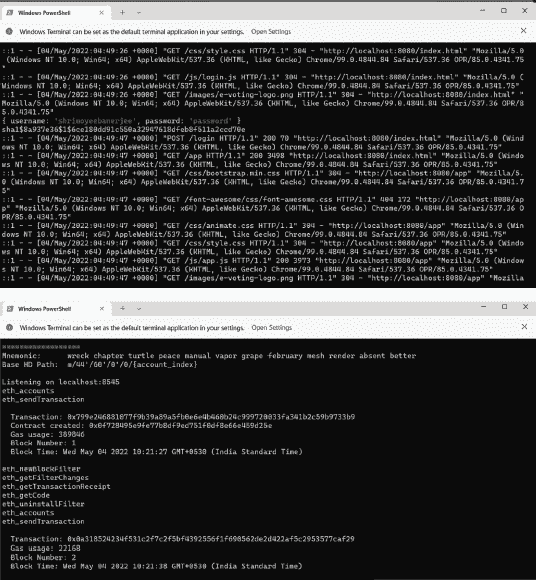 Windows PowerShell
Windows Terminal can be set as the default terminal application in your settings. Open Settings
::1 - - [04/May/2022:04:49:26 +0000] "GET /css/style.css HTTP/1.1" 304 - "http://localhost:8080/index.html" "Mozilla/5.0
(Windows NT 10.0; Win64; x64) AppleWebKit/537.36 (KHTML, like Gecko) Chrome/99.0.4844.84 Safari/537.36 OPR/85.0.4341.75
"
::1 - - [04/May/2022:04:49:26 +0000] "GET /js/login.js HTTP/1.1" 304 - "http://localhost:8080/index.html" "Mozilla/5.0 (
Windows NT 10.0; Win64; x64) AppleWebKit/537.36 (KHTML, like Gecko) Chrome/99.0.4844.84 Safari/537.36 OPR/85.0.4341.75"
::1 - - [04/May/2022:04:49:26 +0000] "GET /images/e-voting-logo.png HTTP/1.1" 304 - "http://localhost:8080/index.html" "
Mozilla/5.0 (Windows NT 10.0; Win64; x64) AppleWebKit/537.36 (KHTML, like Gecko) Chrome/99.0.4844.84 Safari/537.36 OPR/8
5.0.4341.75"
{ username: 'shrimoyeebanerjee', password: 'password' }
::1 - - [04/May/2022:04:49:47 +0000] "POST /login HTTP/1.1" 200 70 "http://localhost:8080/index.html" "Mozilla/5.0 (Wind
ows NT 10.0; Win64; x64) AppleWebKit/537.36 (KHTML, like Gecko) Chrome/99.0.4844.84 Safari/537.36 OPR/85.0.4341.75"
::1 - - [04/May/2022:04:49:47 +0000] "GET /app HTTP/1.1" 200 3498 "http://localhost:8080/index.html" "Mozilla/5.0 (Windo
ws NT 10.0; Win64; x64) AppleWebKit/537.36 (KHTML, like Gecko) Chrome/99.0.4844.84 Safari/537.36 OPR/85.0.4341.75"
::1 - - [04/May/2022:04:49:47 +0000] "GET /css/bootstrap.min.css HTTP/1.1" 304 - "http://localhost:8080/app" "Mozilla/5.
0 (Windows NT 10.0; Win64; x64) AppleWebKit/537.36 (KHTML, like Gecko) Chrome/99.0.4844.84 Safari/537.36 OPR/85.0.4341.7
5"
::1 - - [04/May/2022:04:49:47 +0000] "GET /font-awesome/css/font-awesome.css HTTP/1.1" 404 172 "http://localhost:8080/ap
p" "Mozilla/5.0 (Windows NT 10.0; Win64; x64) AppleWebKit/537.36 (KHTML, like Gecko) Chrome/99.0.4844.84 Safari/537.36 O
PR/85.0.4341.75"
::1 - - [04/May/2022:04:49:47 +0000] "GET /css/animate.css HTTP/1.1" 304 - "http://localhost:8080/app" "Mozilla/5.0 (Win
dows NT 10.0; Win64; x64) AppleWebKit/537.36 (KHTML, like Gecko) Chrome/99.0.4844.84 Safari/537.36 OPR/85.0.4341.75"
::1 - - [04/May/2022:04:49:47 +0000] "GET /css/style.css HTTP/1.1" 304 - "http://localhost:8080/app" "Mozilla/5.0 (Windo
ws NT 10.0; Win64; x64) AppleWebKit/537.36 (KHTML, like Gecko) Chrome/99.0.4844.84 Safari/537.36 OPR/85.0.4341.75"
::1 - - [04/May/2022:04:49:47 +0000] "GET /js/app.js HTTP/1.1" 200 3973 "http://localhost:8080/app" "Mozilla/5.0 (Window
s NT 10.0; Win64; x64) AppleWebKit/537.36 (KHTML, like Gecko) Chrome/99.0.4844.84 Safari/537.36 OPR/85.0.4341.75"
::1 - - [04/May/2022:04:49:47 +0000] "GET /images/e-voting-logo.png HTTP/1.1" 304 - "http://localhost:8080/app" "Mozilla
Windows PowerShell
Windows Terminal can be set as the default terminal application in your settings. Open Settings
==================
Mnemonic: wreck chapter turtle peace manual vapor grape february mesh render absent better
Base HD Path: m/44'/60'/0'/0/{account_index}
Listening on localhost:8545
eth_accounts
eth_sendTransaction
Transaction:
Contract created:
Gas usage: 389846
Block Number: 1
Block Time: Wed May 04 2022 10:21:27 GMT+0530 (India Standard Time)
eth_newBlockFilter
eth_getFilterChanges
eth_getTransactionReceipt
eth_getCode
eth_uninstallFilter
eth_accounts
eth_sendTransaction
Transaction:
Gas usage: 22168
Block Number: 2
Block Time: Wed May 04 2022 10:21:38 GMT+0530 (India Standard Time)